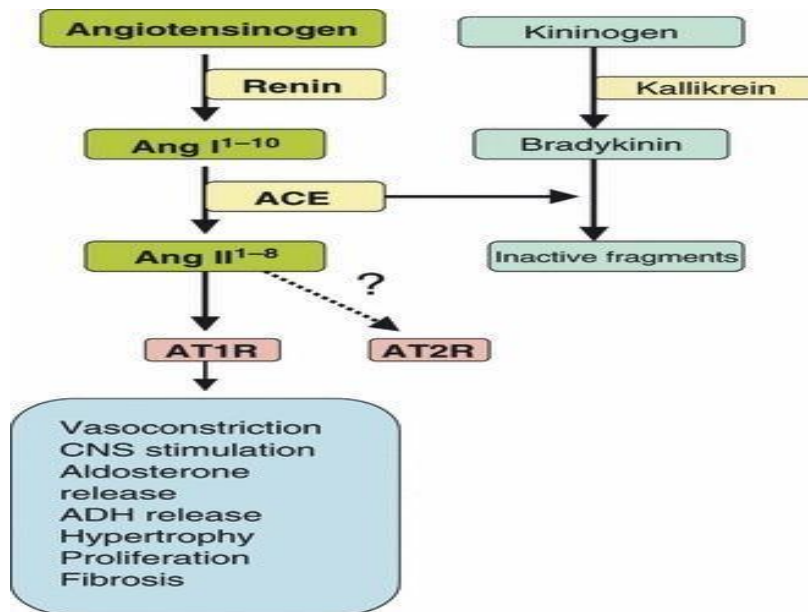 Angiotensinogen
Kininogen
Renin
Kallikrein
Ang I¹⁻¹⁰
Bradykinin
ACE
Ang II¹⁻⁸
Inactive fragments
?
AT1R
AT2R
Vasoconstriction
CNS stimulation
Aldosterone
release
ADH release
Hypertrophy
Proliferation
Fibrosis